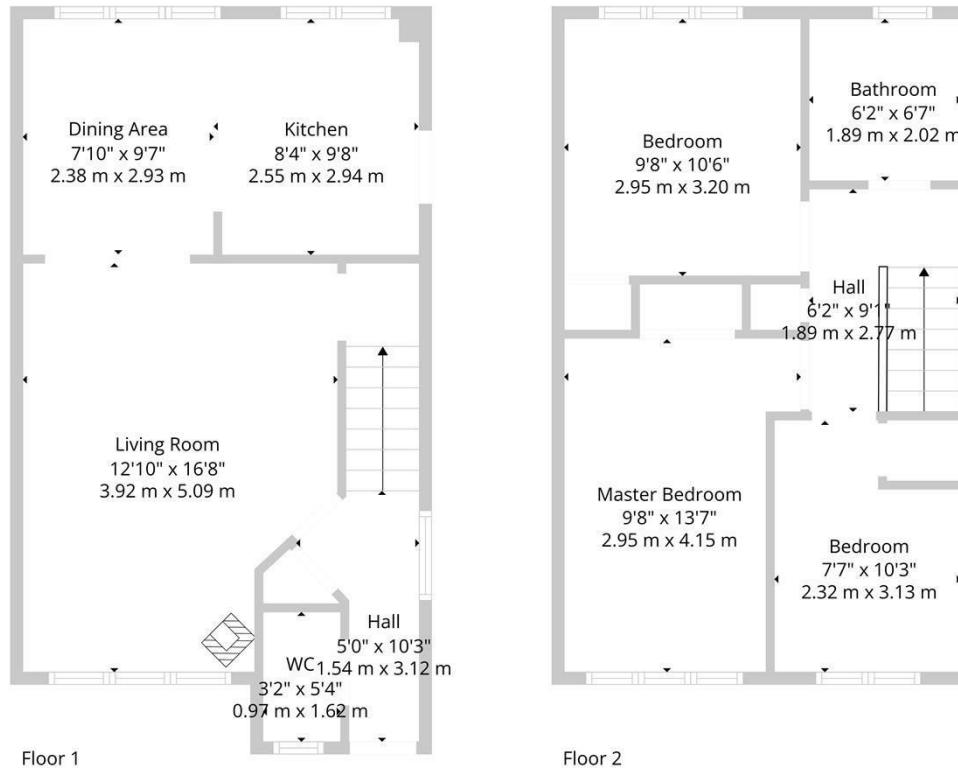 Dining Area
7'10" x 9'7"
2.38 m x 2.93 m
Kitchen
8'4" x 9'8"
2.55 m x 2.94 m
Living Room
12'10" x 16'8"
3.92 m x 5.09 m
Hall
5'0" x 10'3"
1.54 m x 3.12 m
WC
3'2" x 5'4"
0.97 m x 1.62 m
Floor 1
Bedroom
9'8" x 10'6"
2.95 m x 3.20 m
Bathroom
6'2" x 6'7"
1.89 m x 2.02 m
Hall
6'2" x 9'1"
1.89 m x 2.77 m
Master Bedroom
9'8" x 13'7"
2.95 m x 4.15 m
Bedroom
7'7" x 10'3"
2.32 m x 3.13 m
Floor 2